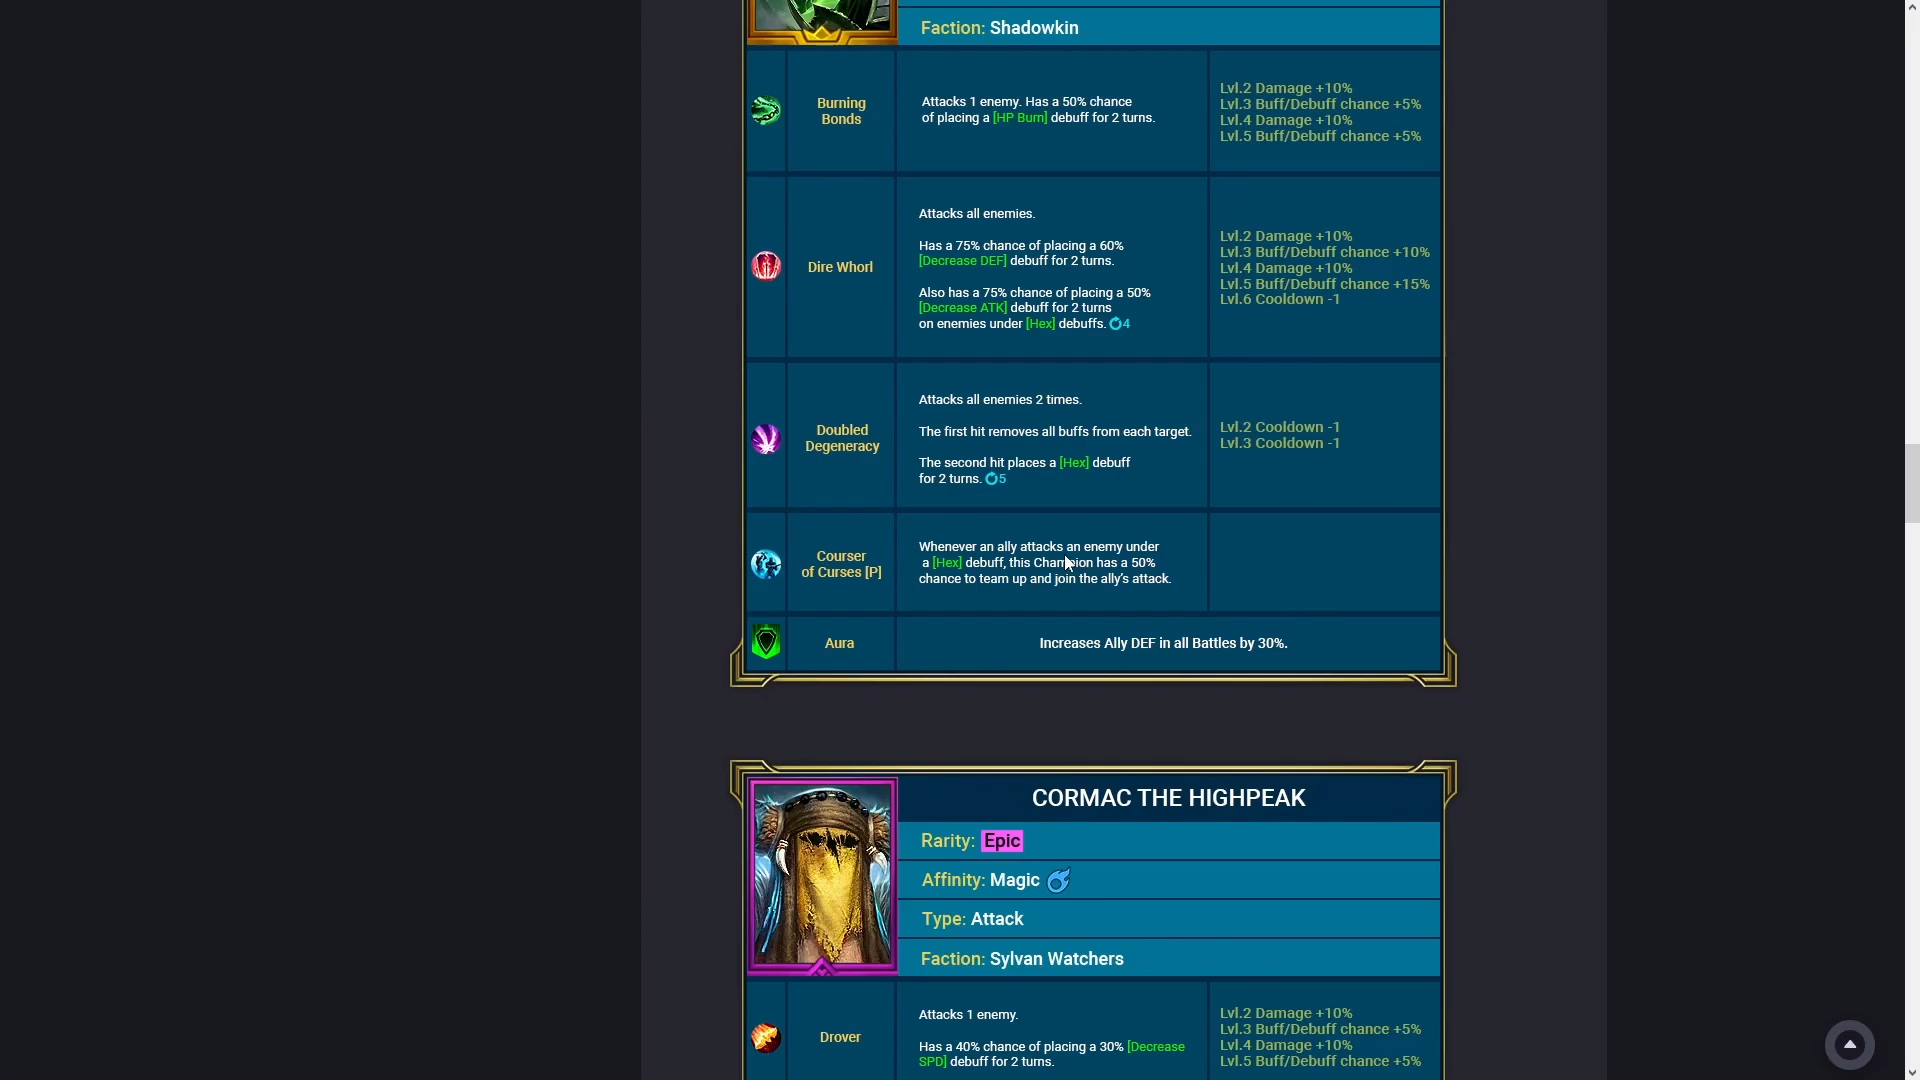 Faction: Shadowkin
Burning
Bonds
Attacks 1 enemy. Has a 50% chance
of placing a [HP Burn] debuff for 2 turns.
Lvl.2 Damage +10%
Lvl.3 Buff/Debuff chance +5%
Lvl.4 Damage +10%
Lvl.5 Buff/Debuff chance +5%
Dire Whorl
Attacks all enemies.
Has a 75% chance of placing a 60%
[Decrease DEF] debuff for 2 turns.
Also has a 75% chance of placing a 50%
[Decrease ATK] debuff for 2 turns
on enemies under [Hex] debuffs. 4
Lvl.2 Damage +10%
Lvl.3 Buff/Debuff chance +10%
Lvl.4 Damage +10%
Lvl.5 Buff/Debuff chance +15%
Lvl.6 Cooldown -1
Doubled
Degeneracy
Attacks all enemies 2 times.
The first hit removes all buffs from each target.
The second hit places a [Hex] debuff
for 2 turns. 5
Lvl.2 Cooldown -1
Lvl.3 Cooldown -1
Courser
of Curses [P]
Whenever an ally attacks an enemy under
a [Hex] debuff, this Champion has a 50%
chance to team up and join the ally's attack.
Aura
Increases Ally DEF in all Battles by 30%.
CORMAC THE HIGHPEAK
Rarity: Epic
Affinity: Magic
Type: Attack
Faction: Sylvan Watchers
Drover
Attacks 1 enemy.
Has a 40% chance of placing a 30% [Decrease
SPD] debuff for 2 turns.
Lvl.2 Damage +10%
Lvl.3 Buff/Debuff chance +5%
Lvl.4 Damage +10%
Lvl.5 Buff/Debuff chance +5%